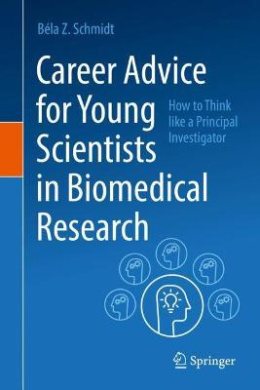 Béla Z. Schmidt
Career Advice
for Young
Scientists
in Biomedical
Research
How to Think
like a Principal
Investigator
Springer